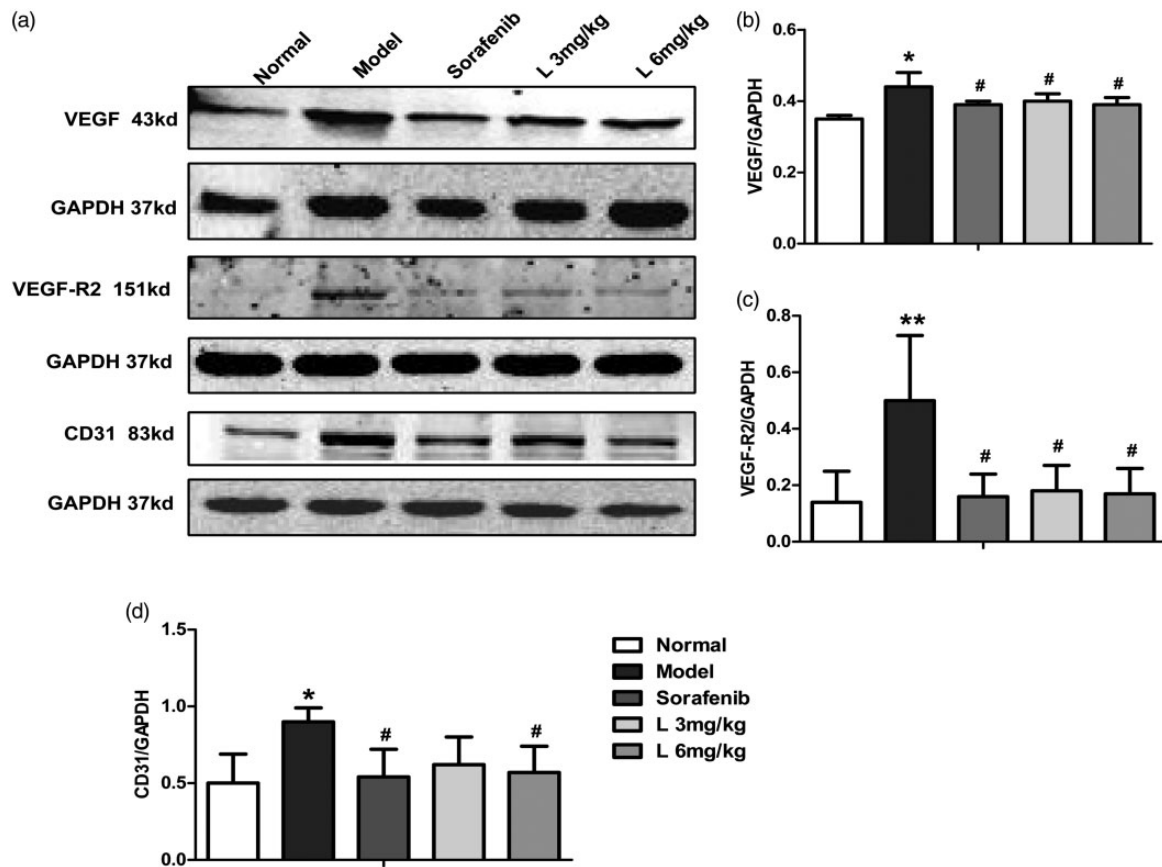 (a)
Normal
Model
Sorafenib
L 3mg/kg
L 6mg/kg
VEGF 43kd
GAPDH 37kd
VEGF-R2 151kd
GAPDH 37kd
CD31 83kd
GAPDH 37kd
(b)
VEGF/GAPDH
0.6
0.4
0.2
0.0
*
#
#
#
(c)
VEGF-R2/GAPDH
0.8
0.6
0.4
0.2
0.0
**
#
#
#
(d)
CD31/GAPDH
1.5
1.0
0.5
0.0
*
#
#
Normal
Model
Sorafenib
L 3mg/kg
L 6mg/kg